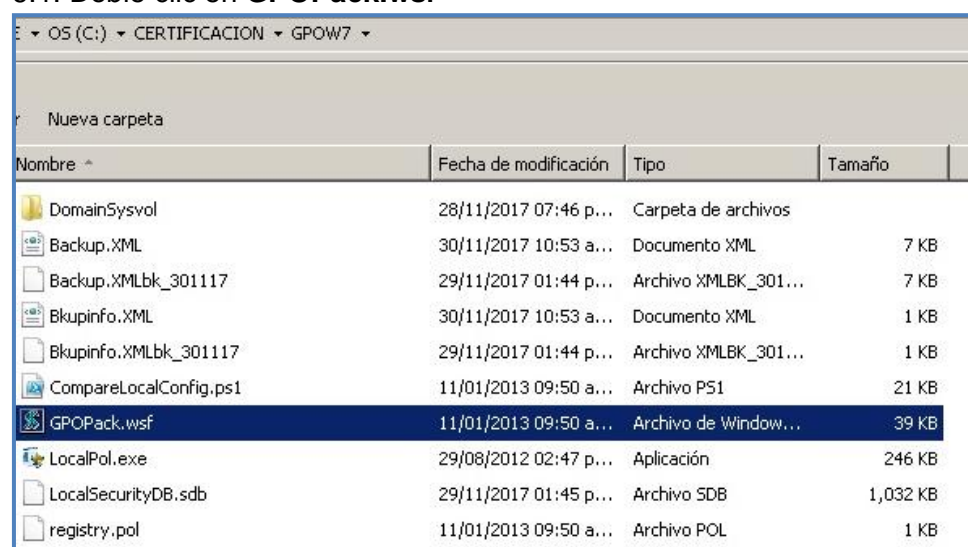 E ▾ OS (C:) ▾ CERTIFICACION ▾ GPOW7 ▾
Nueva carpeta
Nombre Fecha de modificación Tipo Tamaño
DomainSysvol 28/11/2017 07:46 p... Carpeta de archivos
Backup.XML 30/11/2017 10:53 a... Documento XML 7 KB
Backup.XMLbk_301117 29/11/2017 01:44 p... Archivo XMLBK_301... 7 KB
Bkupinfo.XML 30/11/2017 10:53 a... Documento XML 1 KB
Bkupinfo.XMLbk_301117 29/11/2017 01:44 p... Archivo XMLBK_301... 1 KB
CompareLocalConfig.ps1 11/01/2013 09:50 a... Archivo PS1 21 KB
GPOPack.wsf 11/01/2013 09:50 a... Archivo de Window... 39 KB
LocalPol.exe 29/08/2012 02:47 p... Aplicación 246 KB
LocalSecurityDB.sdb 29/11/2017 01:45 p... Archivo SDB 1,032 KB
registry.pol 11/01/2013 09:50 a... Archivo POL 1 KB